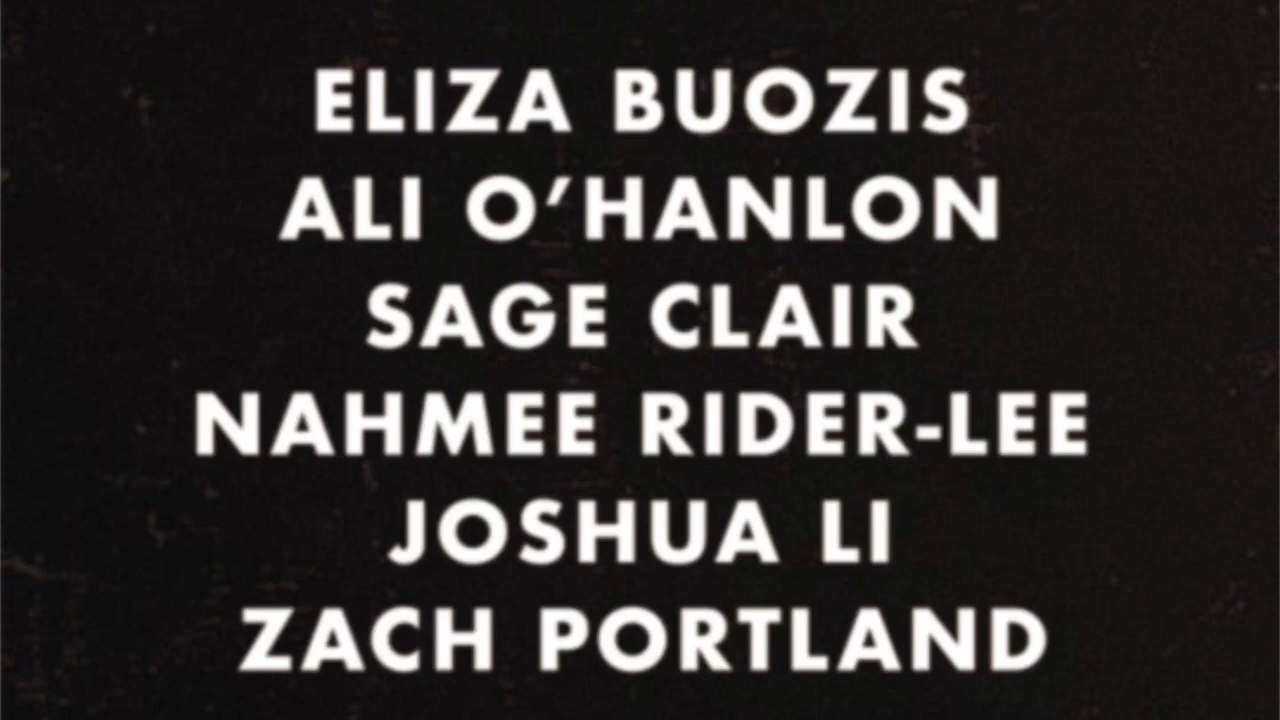 ELIZA BUOZIS
ALI O’HANLON
SAGE CLAIR
NAHMEE RIDER-LEE
JOSHUA LI
ZACH PORTLAND